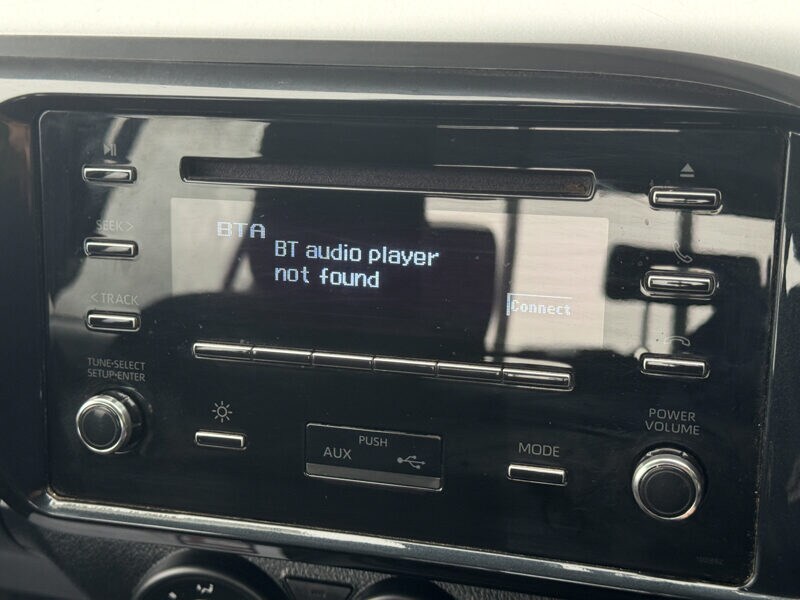 BTA
BT audio player
not found
Connect
SEEK >
< TRACK
TUNE•SELECT
SETUP•ENTER
PUSH
AUX
MODE
POWER
VOLUME